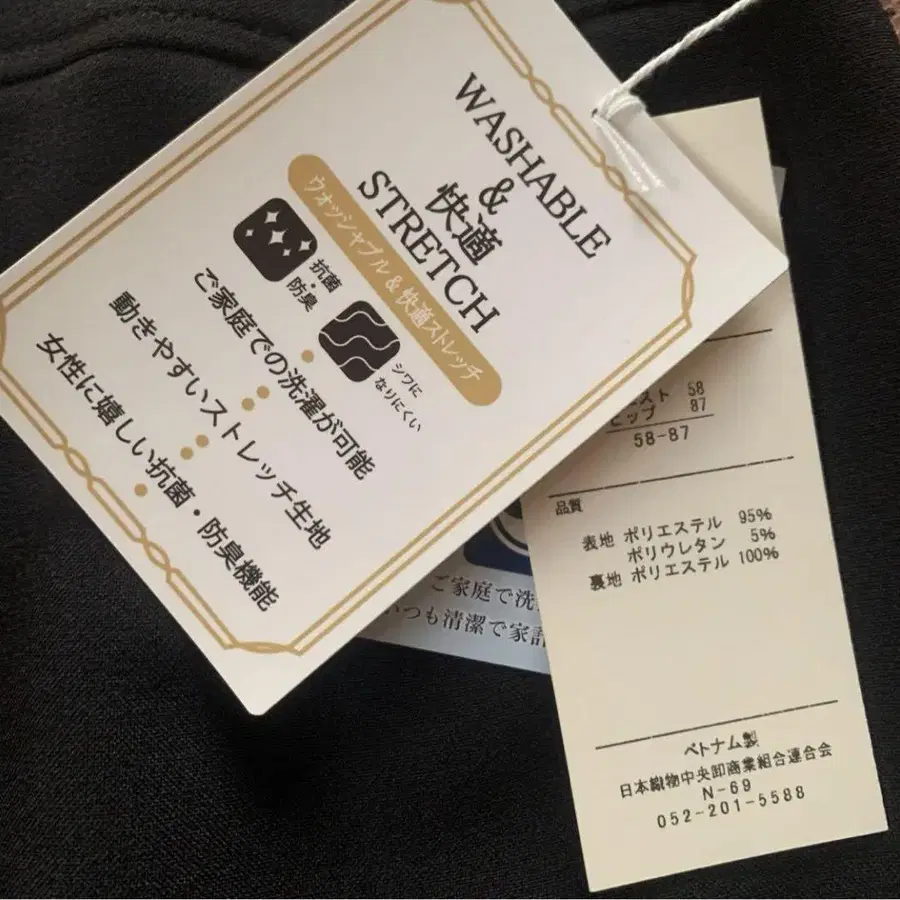 WASHABLE
&
快適
STRETCH
ウオッシャブル&快適ストレッチ
抗菌
・
防臭
シワに
なりにくい
ご家庭での洗濯が可能
動きやすいストレッチ生地
女性に嬉しい抗菌・防臭機能
58
ヒップ 87
58-87
品質
表地 ポリエステル 95%
ポリウレタン 5%
裏地 ポリエステル 100%
ベトナム製
日本織物中央卸商業組合連合会
N-69
052-201-5588
ご家庭で洗
いつも清潔で家計